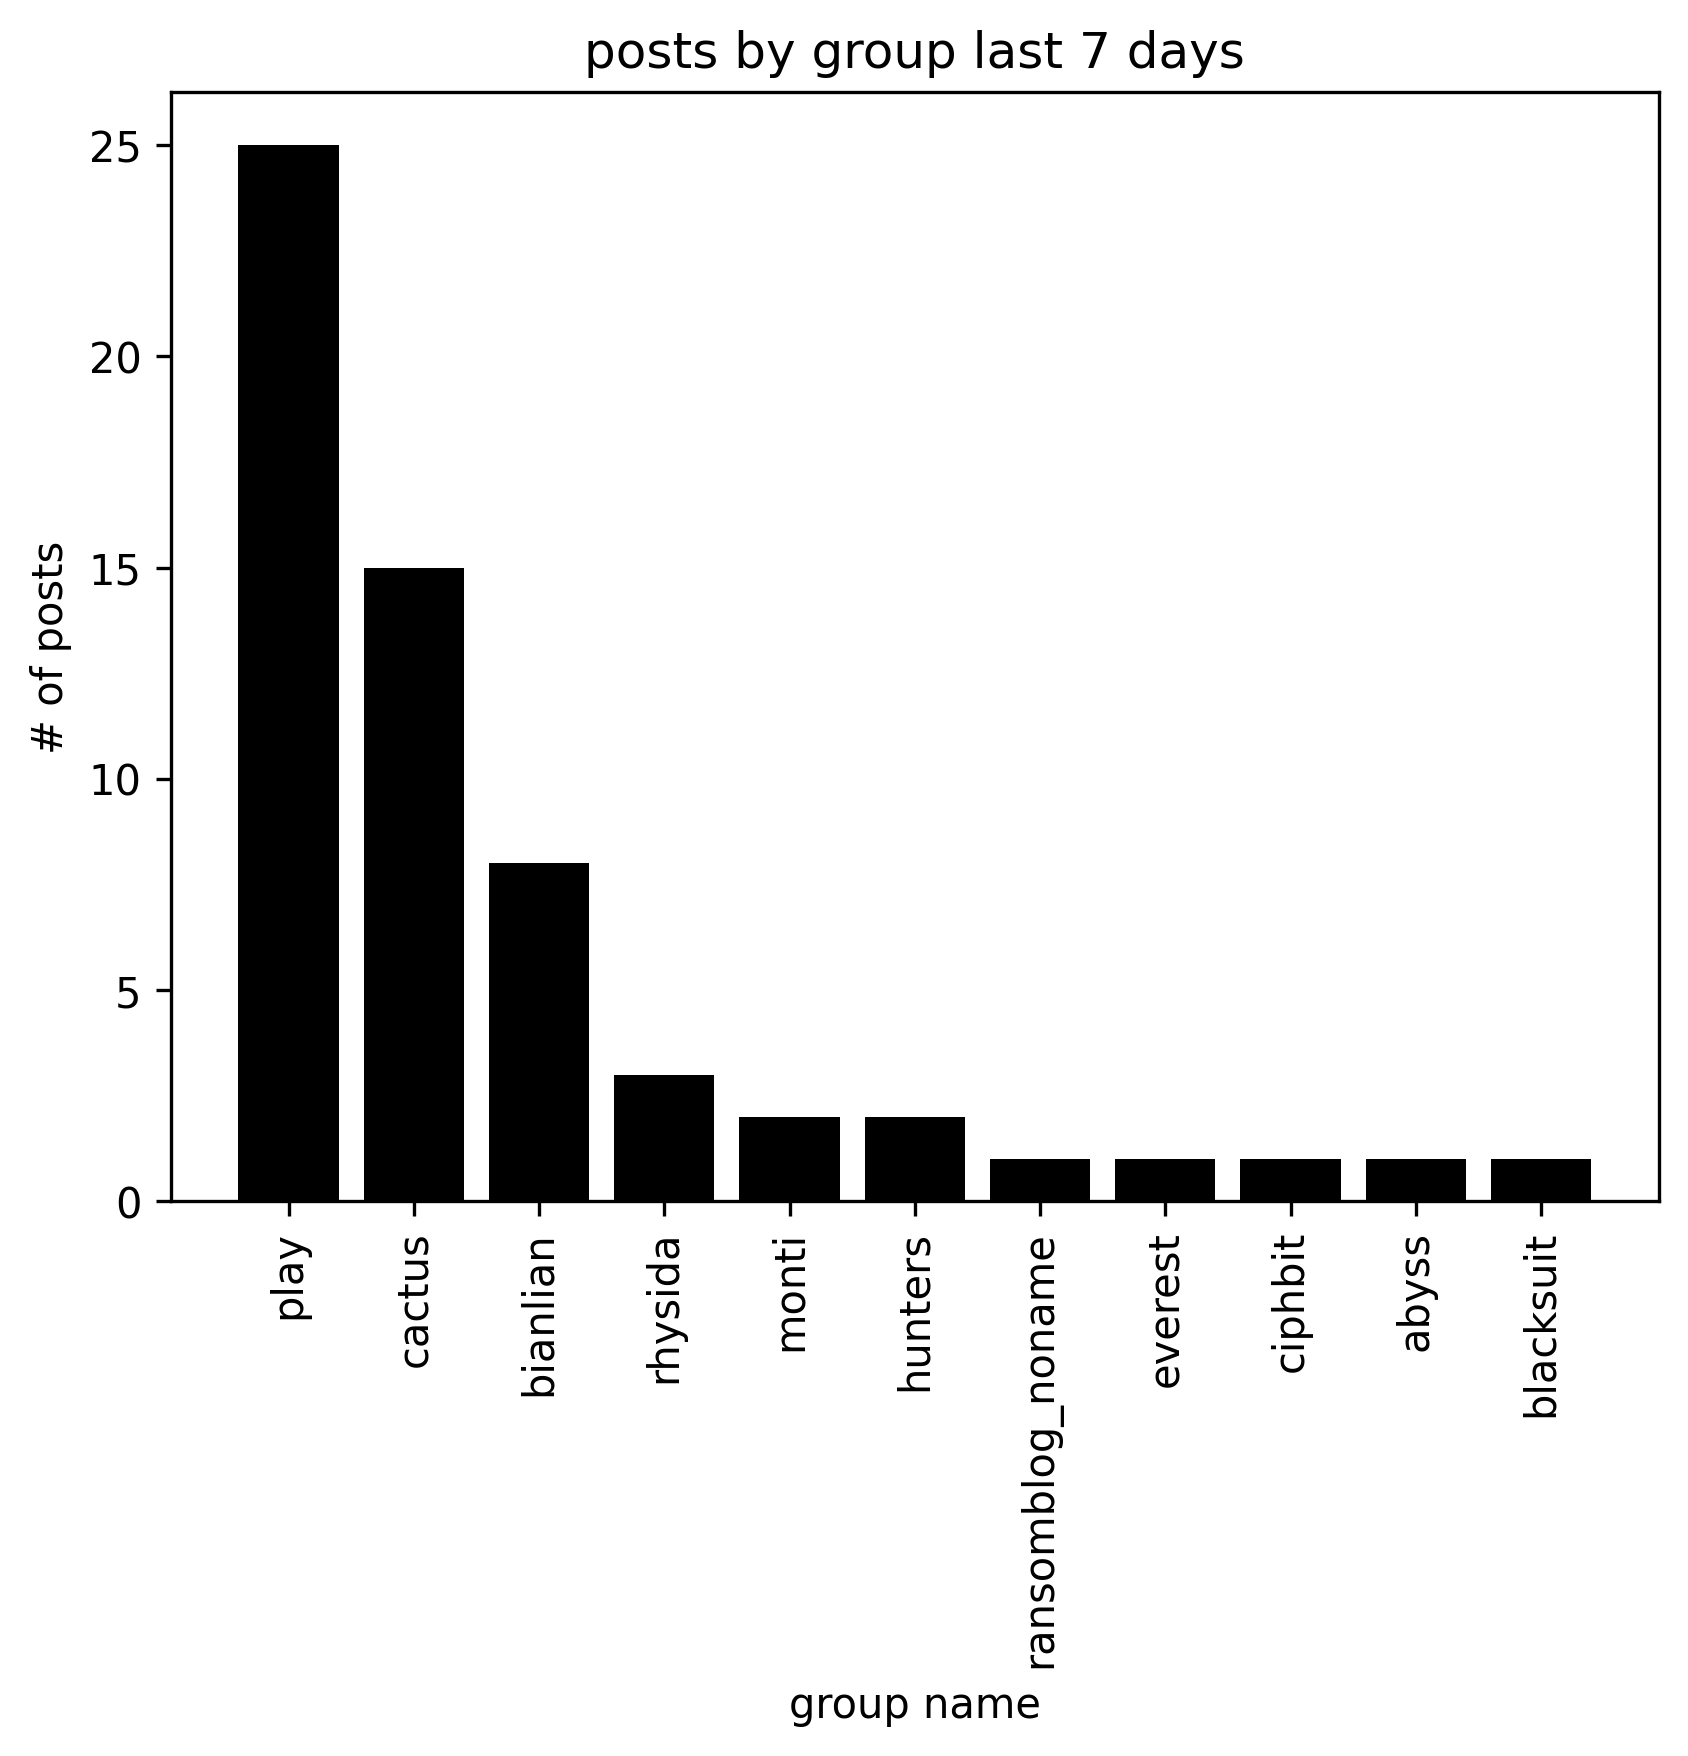 posts by group last 7 days
25
20
15
10
5
0
# of posts
play
cactus
bianlian
rhysida
monti
hunters
ransomblog_noname
everest
ciphbit
abyss
blacksuit
group name